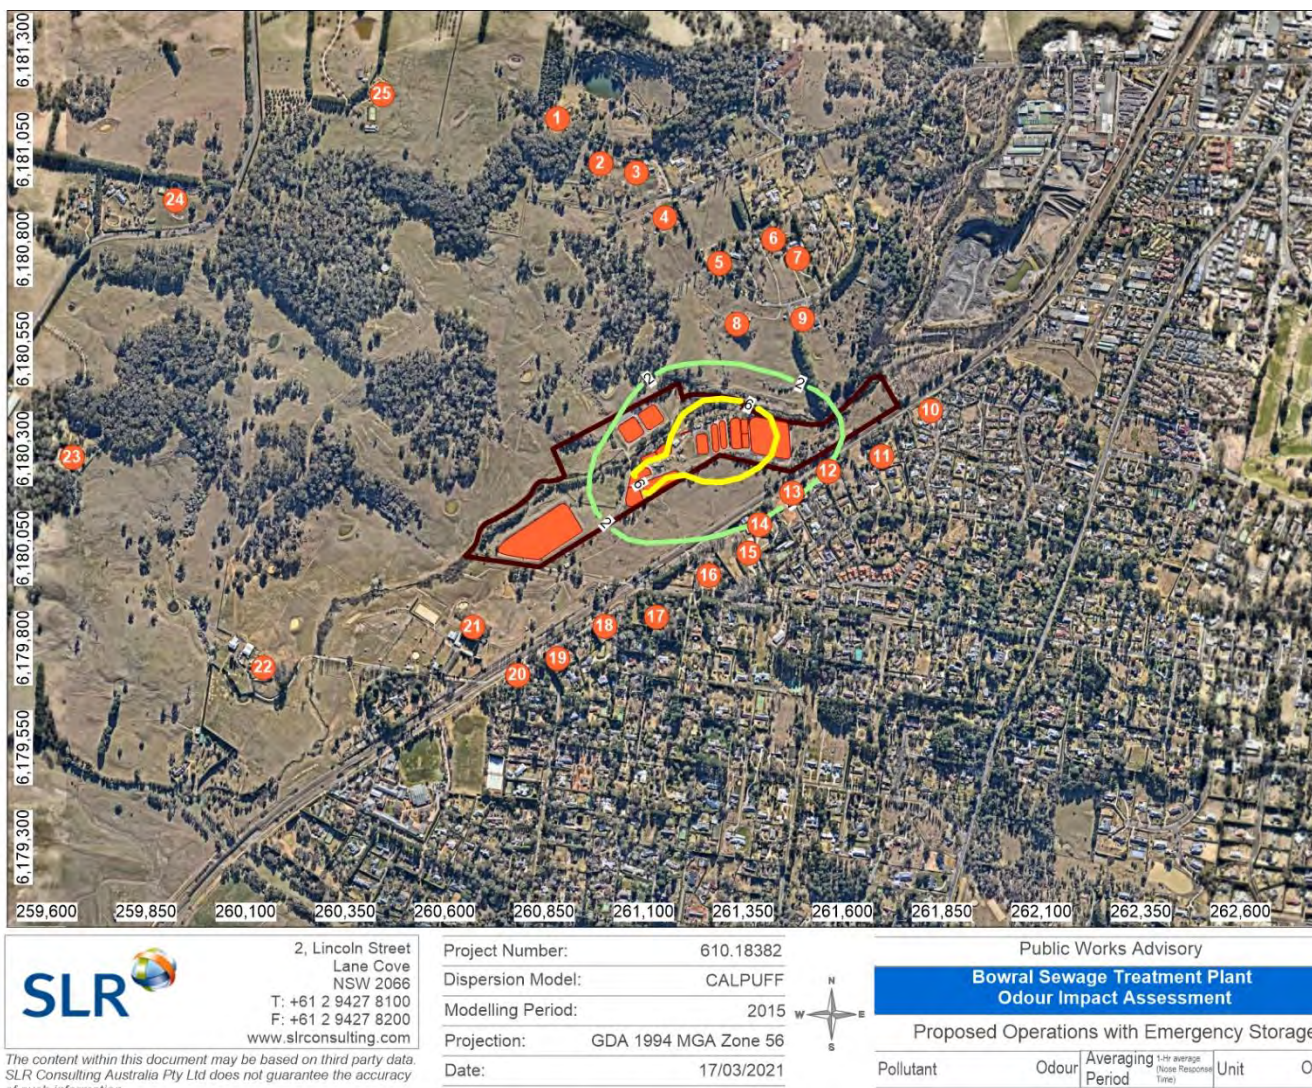 6,181,300
6,181,050
6,180,800
6,180,550
6,180,300
6,180,050
6,179,800
6,179,550
6,179,300
25
1
2
3
24
4
6
5
7
8
9
2
2
6
10
23
11
12
6
13
2
14
15
16
17
21
18
19
22
20
259,600 259,850 260,100 260,350 260,600 260,850 261,100 261,350 261,600 261,850 262,100 262,350 262,600
SLR
2, Lincoln Street
Lane Cove
NSW 2066
T: +61 2 9427 8100
F: +61 2 9427 8200
www.slrconsulting.com
The content within this document may be based on third party data.
SLR Consulting Australia Pty Ltd does not guarantee the accuracy
of such information.
Project Number: 610.18382
Dispersion Model: CALPUFF
Modelling Period: 2015
Projection: GDA 1994 MGA Zone 56
Date: 17/03/2021
N
W E
S
Public Works Advisory
Bowral Sewage Treatment Plant
Odour Impact Assessment
Proposed Operations with Emergency Storage
Pollutant Odour Averaging Period 1-Hr average (Nose Response Time) Unit O